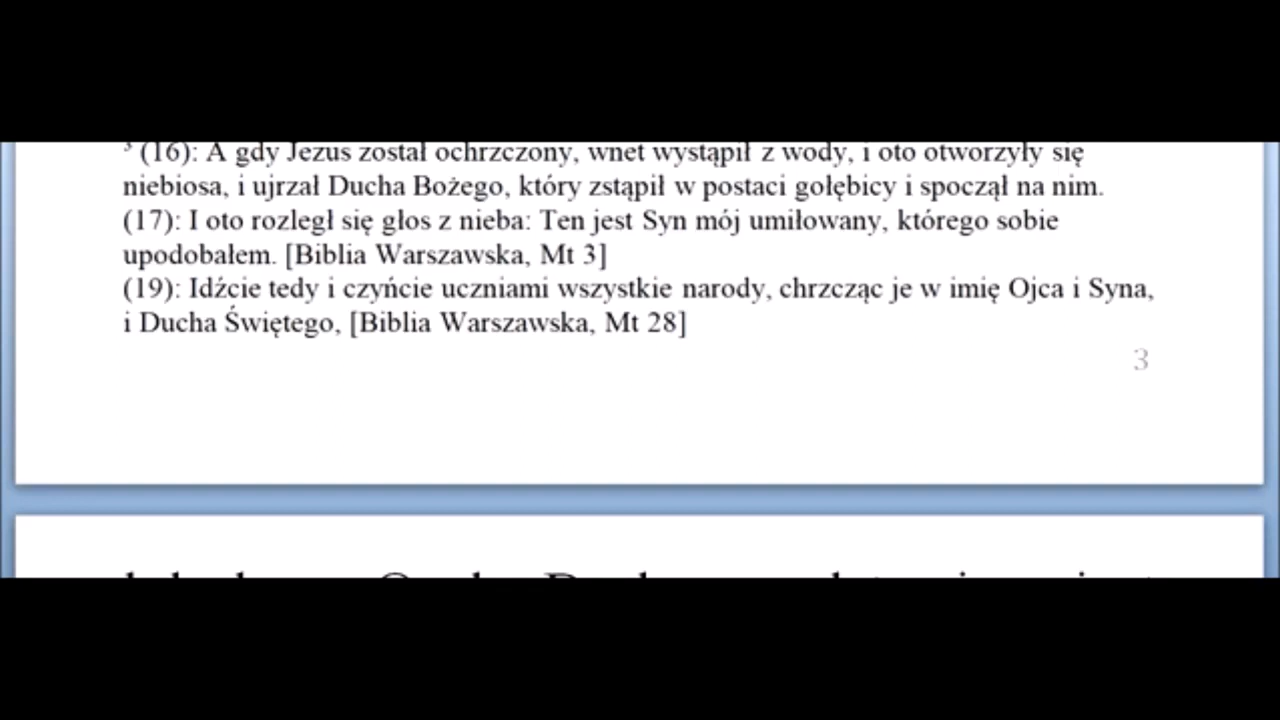 ³ (16): A gdy Jezus został ochrzczony, wnet wystąpił z wody, i oto otworzyły się
niebiosa, i ujrzał Ducha Bożego, który zstąpił w postaci gołębicy i spoczął na nim.
(17): I oto rozległ się głos z nieba: Ten jest Syn mój umiłowany, którego sobie
upodobałem. [Biblia Warszawska, Mt 3]
(19): Idźcie tedy i czyńcie uczniami wszystkie narody, chrzcząc je w imię Ojca i Syna,
i Ducha Świętego, [Biblia Warszawska, Mt 28]
3